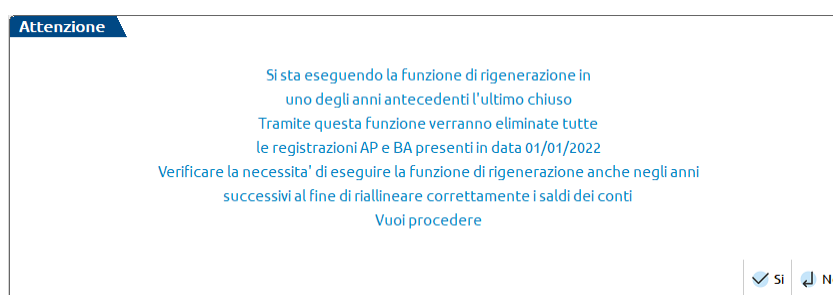 Attenzione
Si sta eseguendo la funzione di rigenerazione in
uno degli anni antecedenti l'ultimo chiuso
Tramite questa funzione verranno eliminate tutte
le registrazioni AP e BA presenti in data 01/01/2022
Verificare la necessita' di eseguire la funzione di rigenerazione anche negli anni
successivi al fine di riallineare correttamente i saldi dei conti
Vuoi procedere
Si